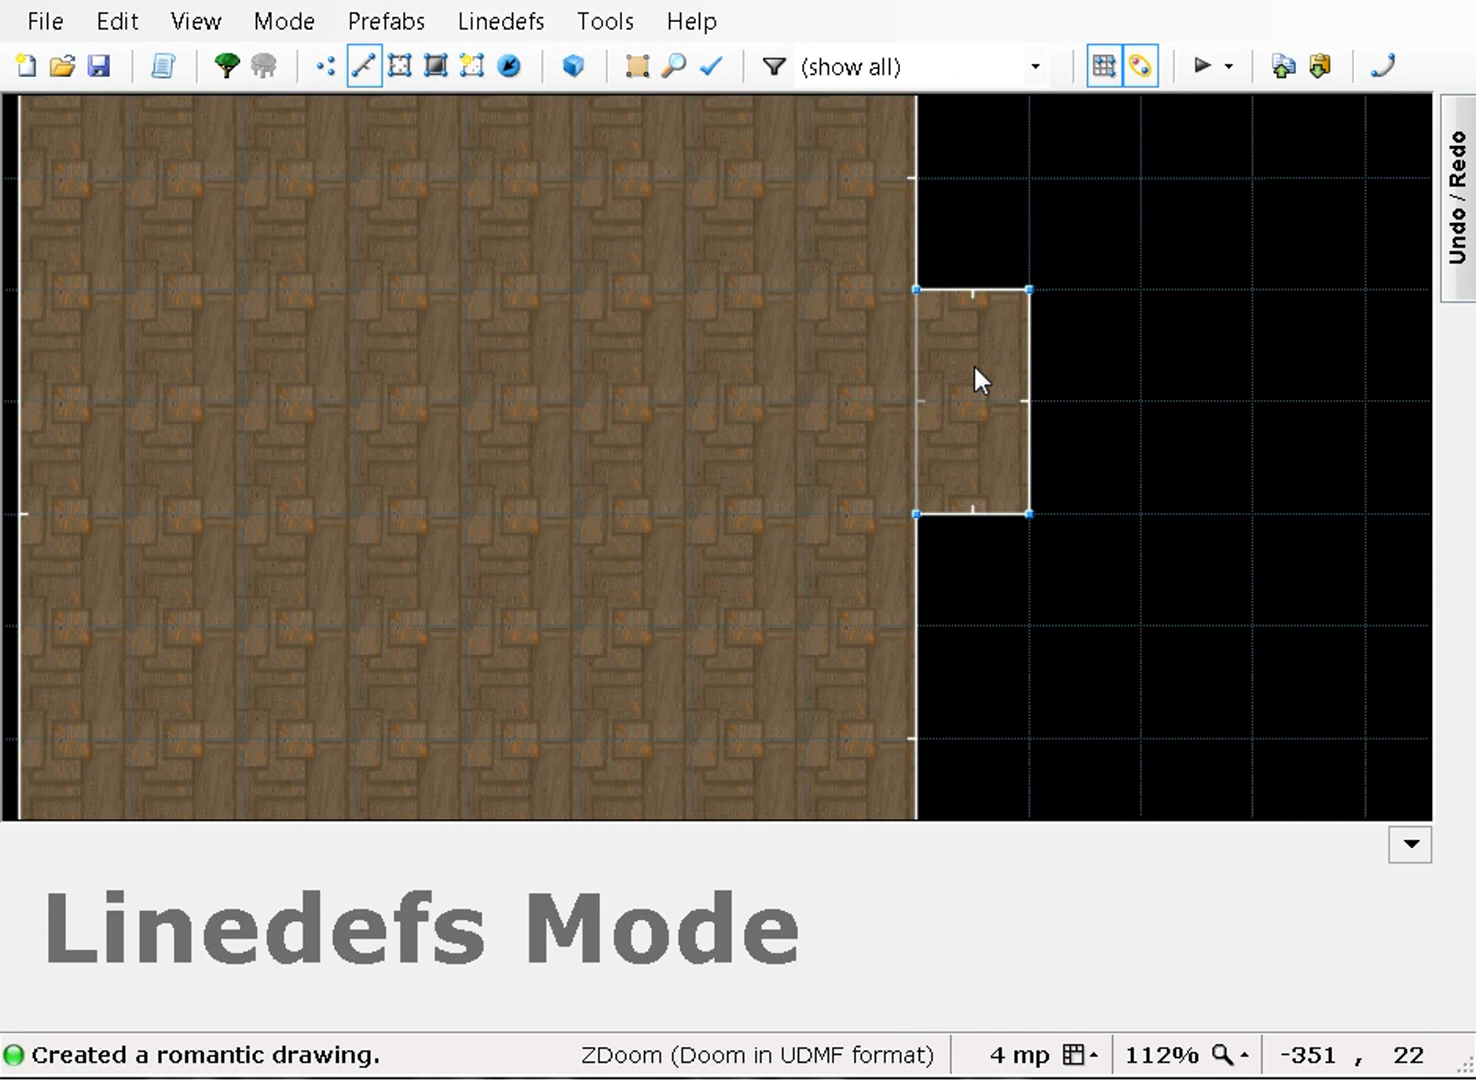 File Edit View Mode Prefabs Linedefs Tools Help
(show all)
Undo / Redo
Linedefs Mode
Created a romantic drawing. ZDoom (Doom in UDMF format) 4 mp 112% -351 , 22